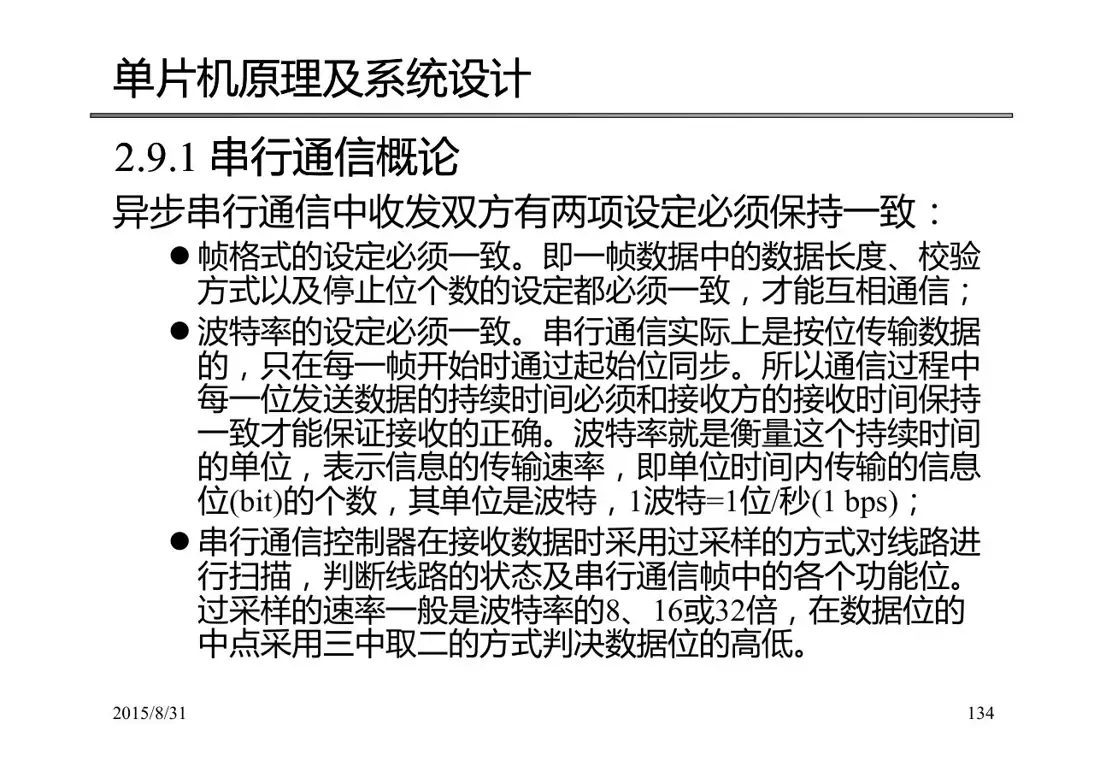 单片机原理及系统设计
2.9.1 串行通信概论
异步串行通信中收发双方有两项设定必须保持一致：
● 帧格式的设定必须一致。即一帧数据中的数据长度、校验
方式以及停止位个数的设定都必须一致，才能互相通信；
● 波特率的设定必须一致。串行通信实际上是按位传输数据
的，只在每一帧开始时通过起始位同步。所以通信过程中
每一位发送数据的持续时间必须和接收方的接收时间保持
一致才能保证接收的正确。波特率就是衡量这个持续时间
的单位，表示信息的传输速率，即单位时间内传输的信息
位(bit)的个数，其单位是波特，1波特=1位/秒(1 bps)；
● 串行通信控制器在接收数据时采用过采样的方式对线路进
行扫描，判断线路的状态及串行通信帧中的各个功能位。
过采样的速率一般是波特率的8、16或32倍，在数据位的
中点采用三中取二的方式判决数据位的高低。
2015/8/31
134